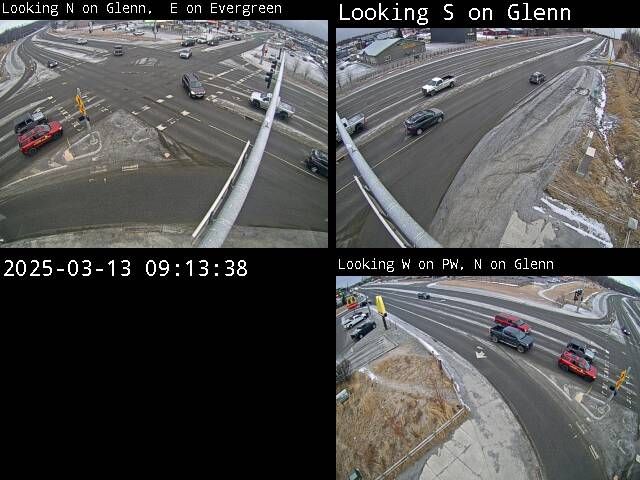 Looking N on Glenn,  E on Evergreen
Looking S on Glenn
2025-03-13 09:13:38
Looking W on PW, N on Glenn